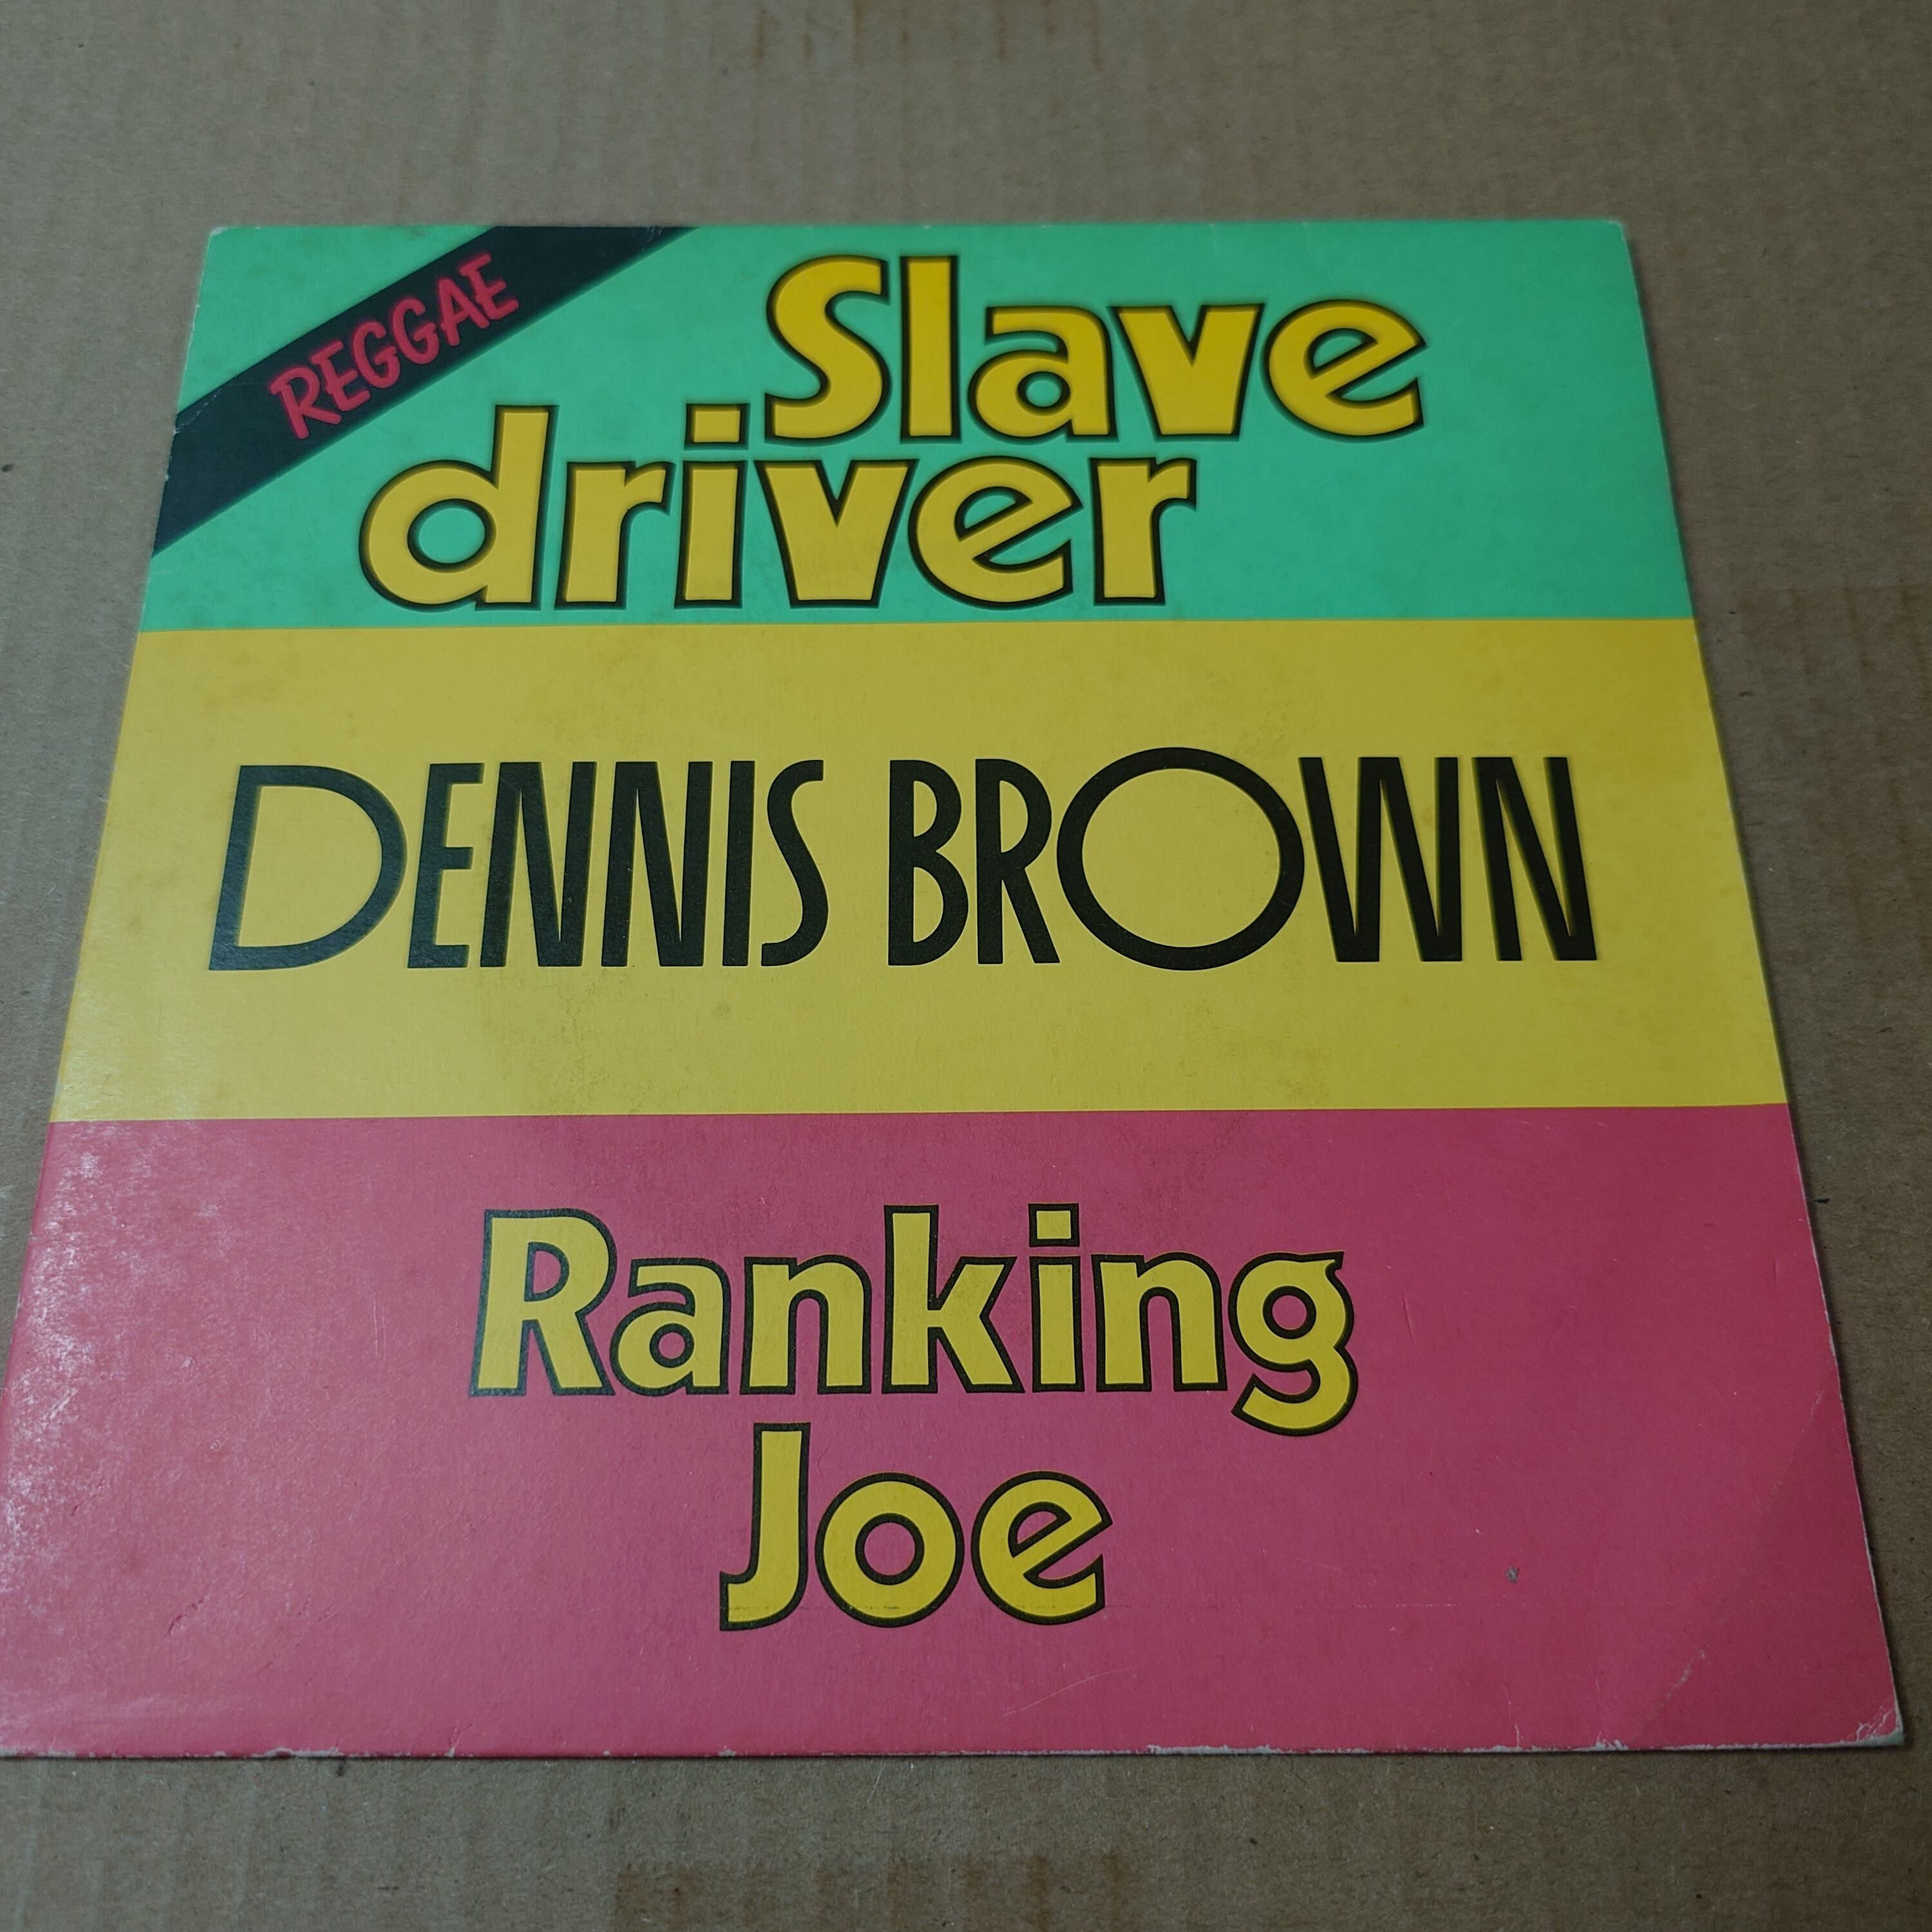 REGGAE
Slave
driver
DENNIS BROWN
Ranking
Joe